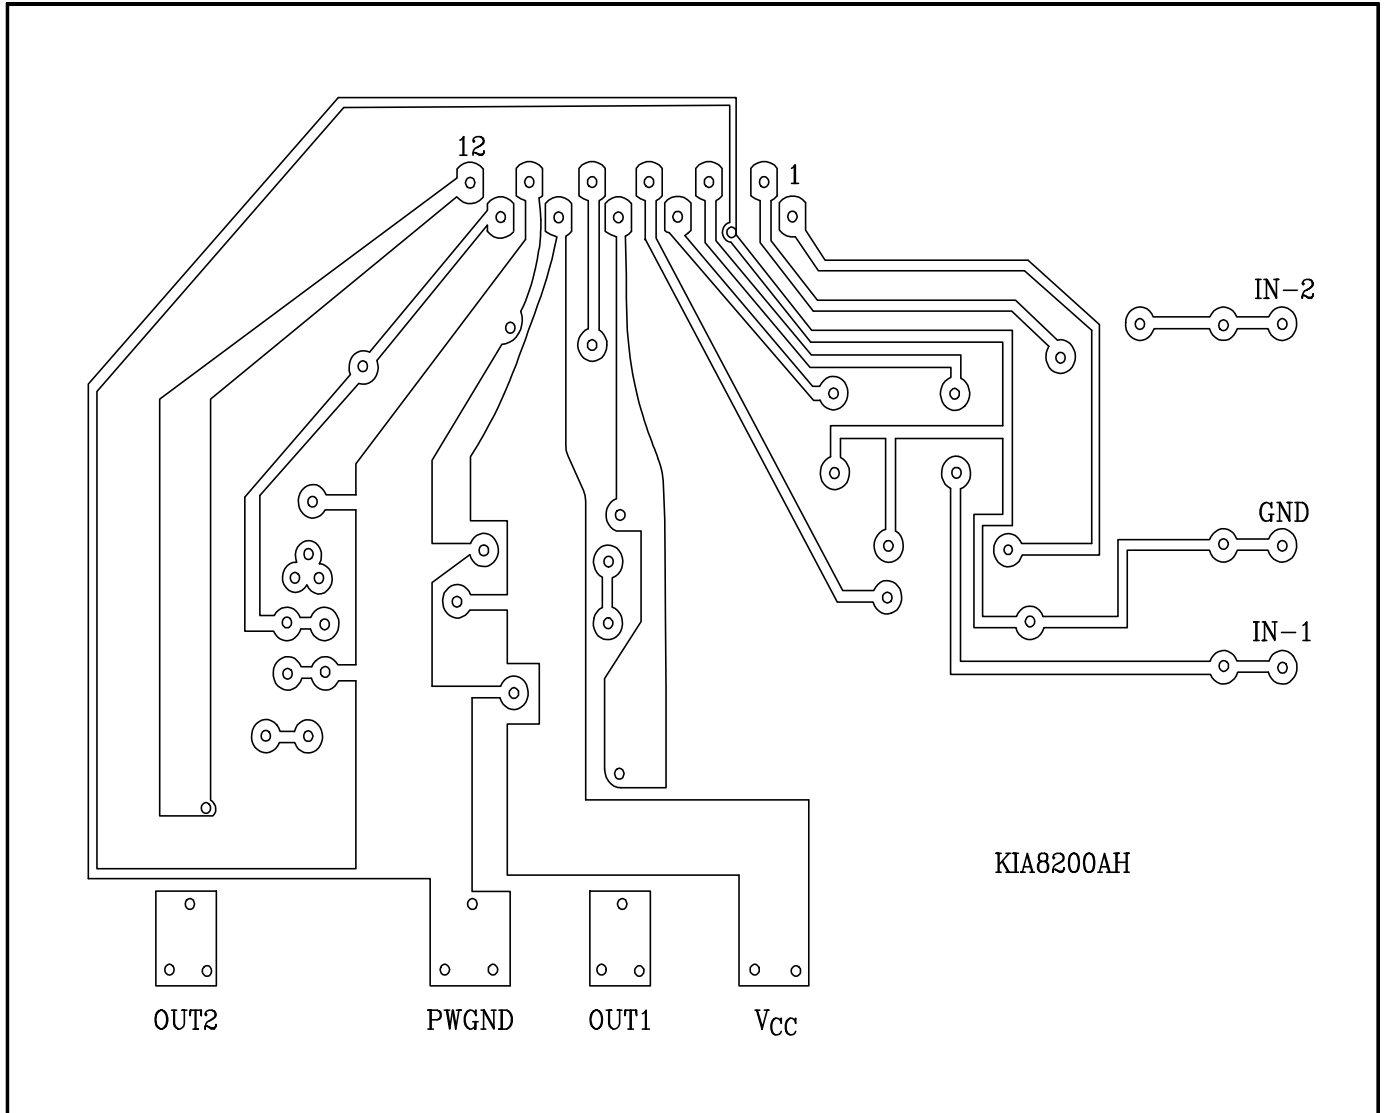 12
1
IN-2
GND
IN-1
KIA8200AH
OUT2
PWGND
OUT1
VCC